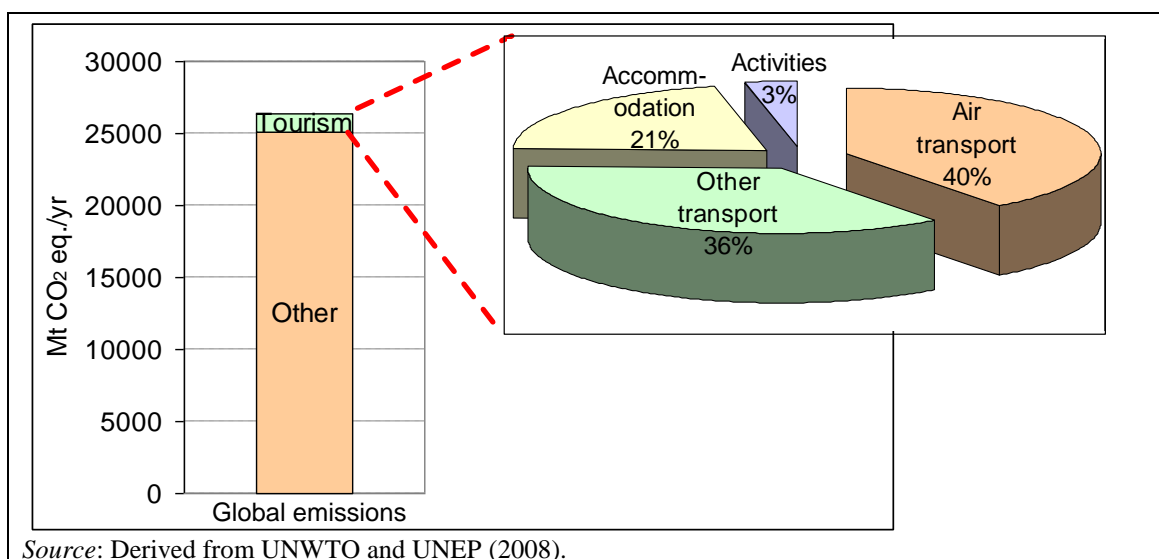 30000
25000
20000
15000
10000
5000
0
Mt CO2 eq./yr
Tourism
Other
Global emissions
Accomm-
odation
21%
Activities
3%
Air
transport
40%
Other
transport
36%
Source: Derived from UNWTO and UNEP (2008).